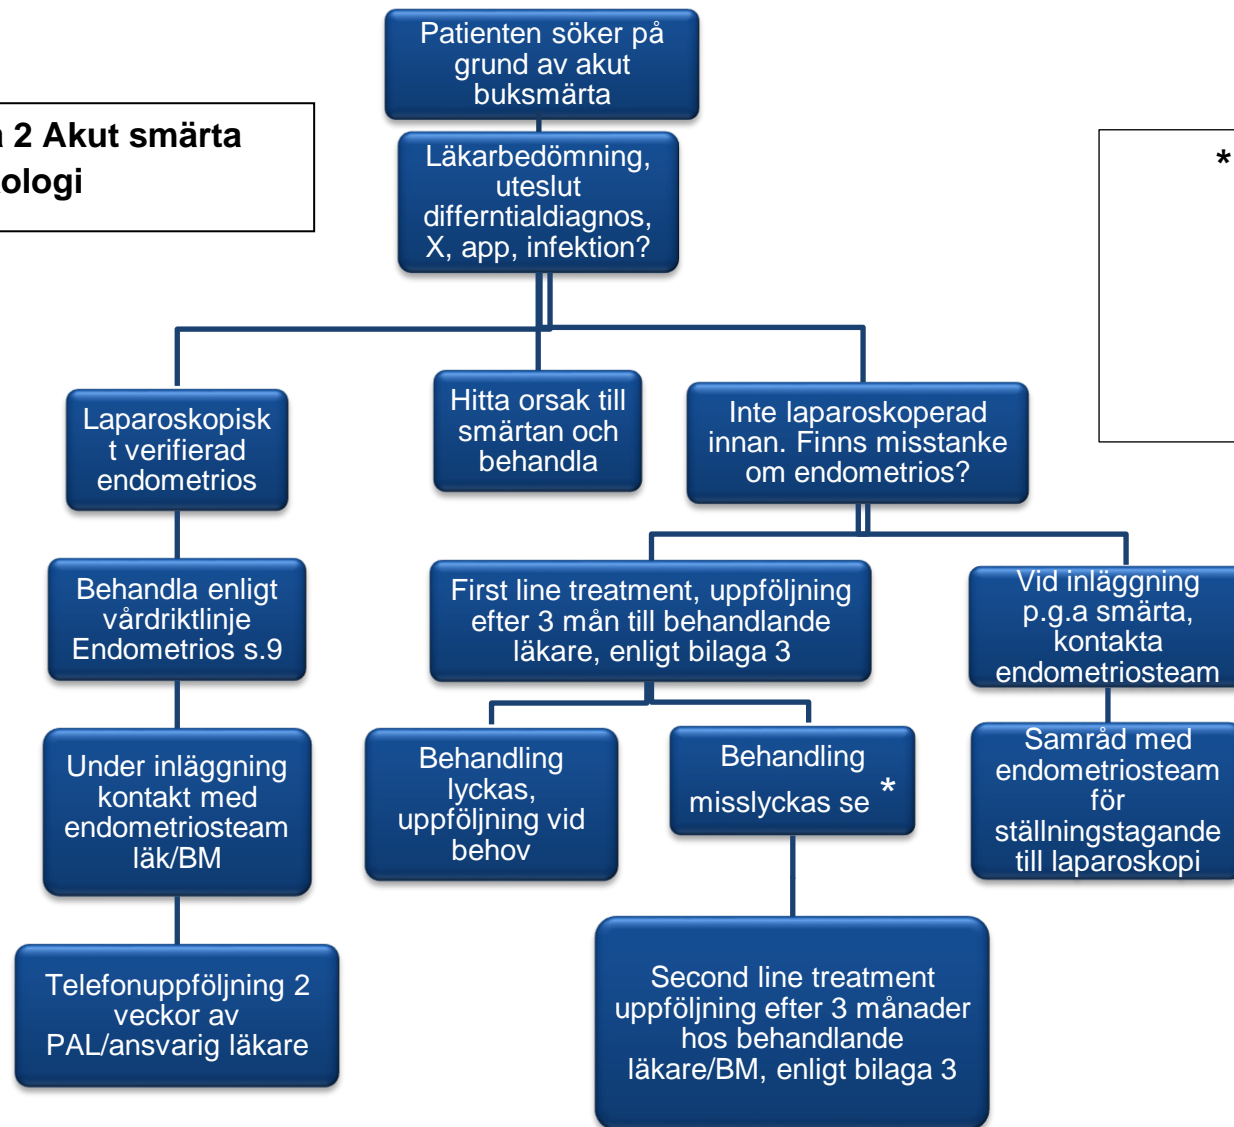 Patienten söker på
grund av akut
buksmärta
2 Akut smärta
Läkarbedömning,
uteslut
differntialdiagnos,
X, app, infektion?
*
Laparoskopisk
t verifierad
endometrios
Hitta orsak till
smärtan och
behandla
Inte laparoskoperad
innan. Finns misstanke
om endometrios?
Behandla enligt
vårdriktlinje
Endometrios s.9
First line treatment, uppföljning
efter 3 mån till behandlande
läkare, enligt bilaga 3
Vid inläggning
p.g.a smärta,
kontakta
endometriosteam
Under inläggning
kontakt med
endometriosteam
läk/BM
Behandling
lyckas,
uppföljning vid
behov
Behandling
misslyckas se *
Samråd med
endometriosteam
för
ställningstagande
till laparoskopi
Telefonuppföljning 2
veckor av
PAL/ansvarig läkare
Second line treatment
uppföljning efter 3 månader
hos behandlande
läkare/BM, enligt bilaga 3